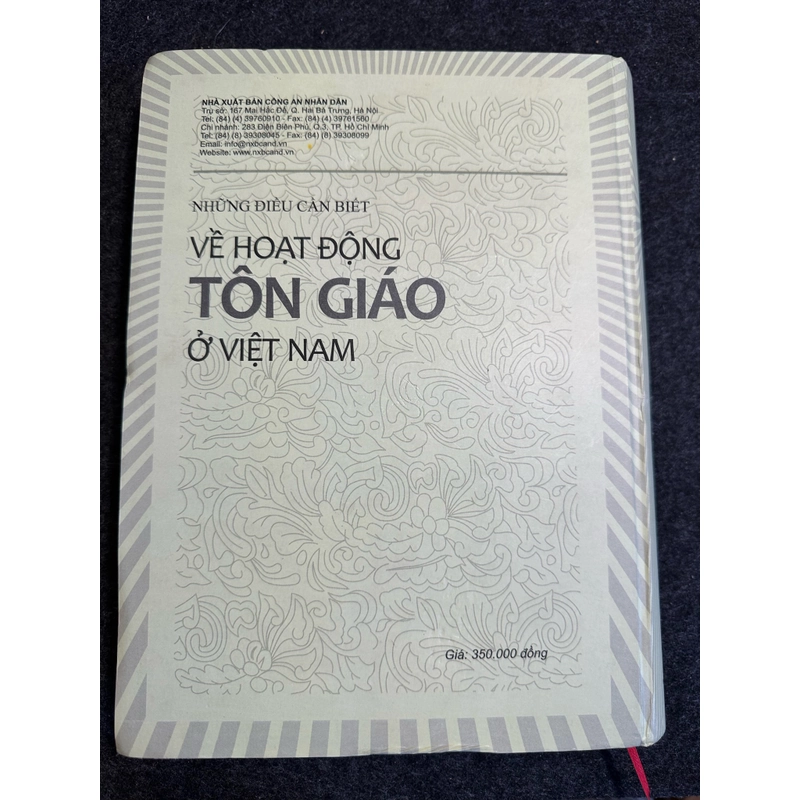 NHÀ XUẤT BẢN CÔNG AN NHÂN DÂN
Trụ sở: 167 Mai Hắc Đế, Q. Hai Bà Trưng, Hà Nội
Tel: (84) (4) 39760910 - Fax: (84) (4) 39761560
Chi nhánh: 283 Điện Biên Phủ, Q.3, TP. Hồ Chí Minh
Tel: (84) (8) 39308045 - Fax: (84) (8) 39308099
Email: info@nxbcand.vn
Website: www.nxbcand.vn
NHỮNG ĐIỀU CẦN BIẾT
VỀ HOẠT ĐỘNG
TÔN GIÁO
Ở VIỆT NAM
Giá: 350.000 đồng